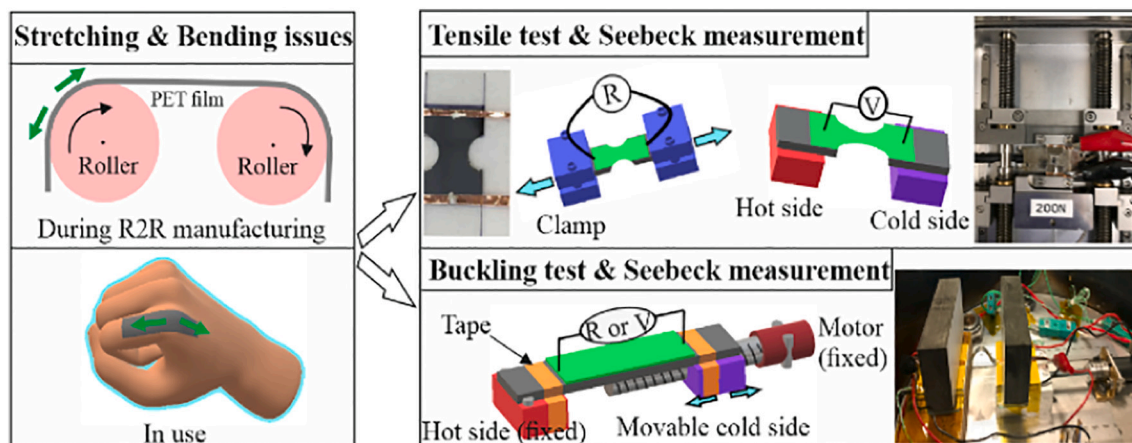 Stretching & Bending issues
PET film
Roller
Roller
During R2R manufacturing
In use
Tensile test & Seebeck measurement
R
Clamp
V
Hot side
Cold side
200N
Buckling test & Seebeck measurement
Tape
R or V
Motor
(fixed)
Hot side (fixed)
Movable cold side